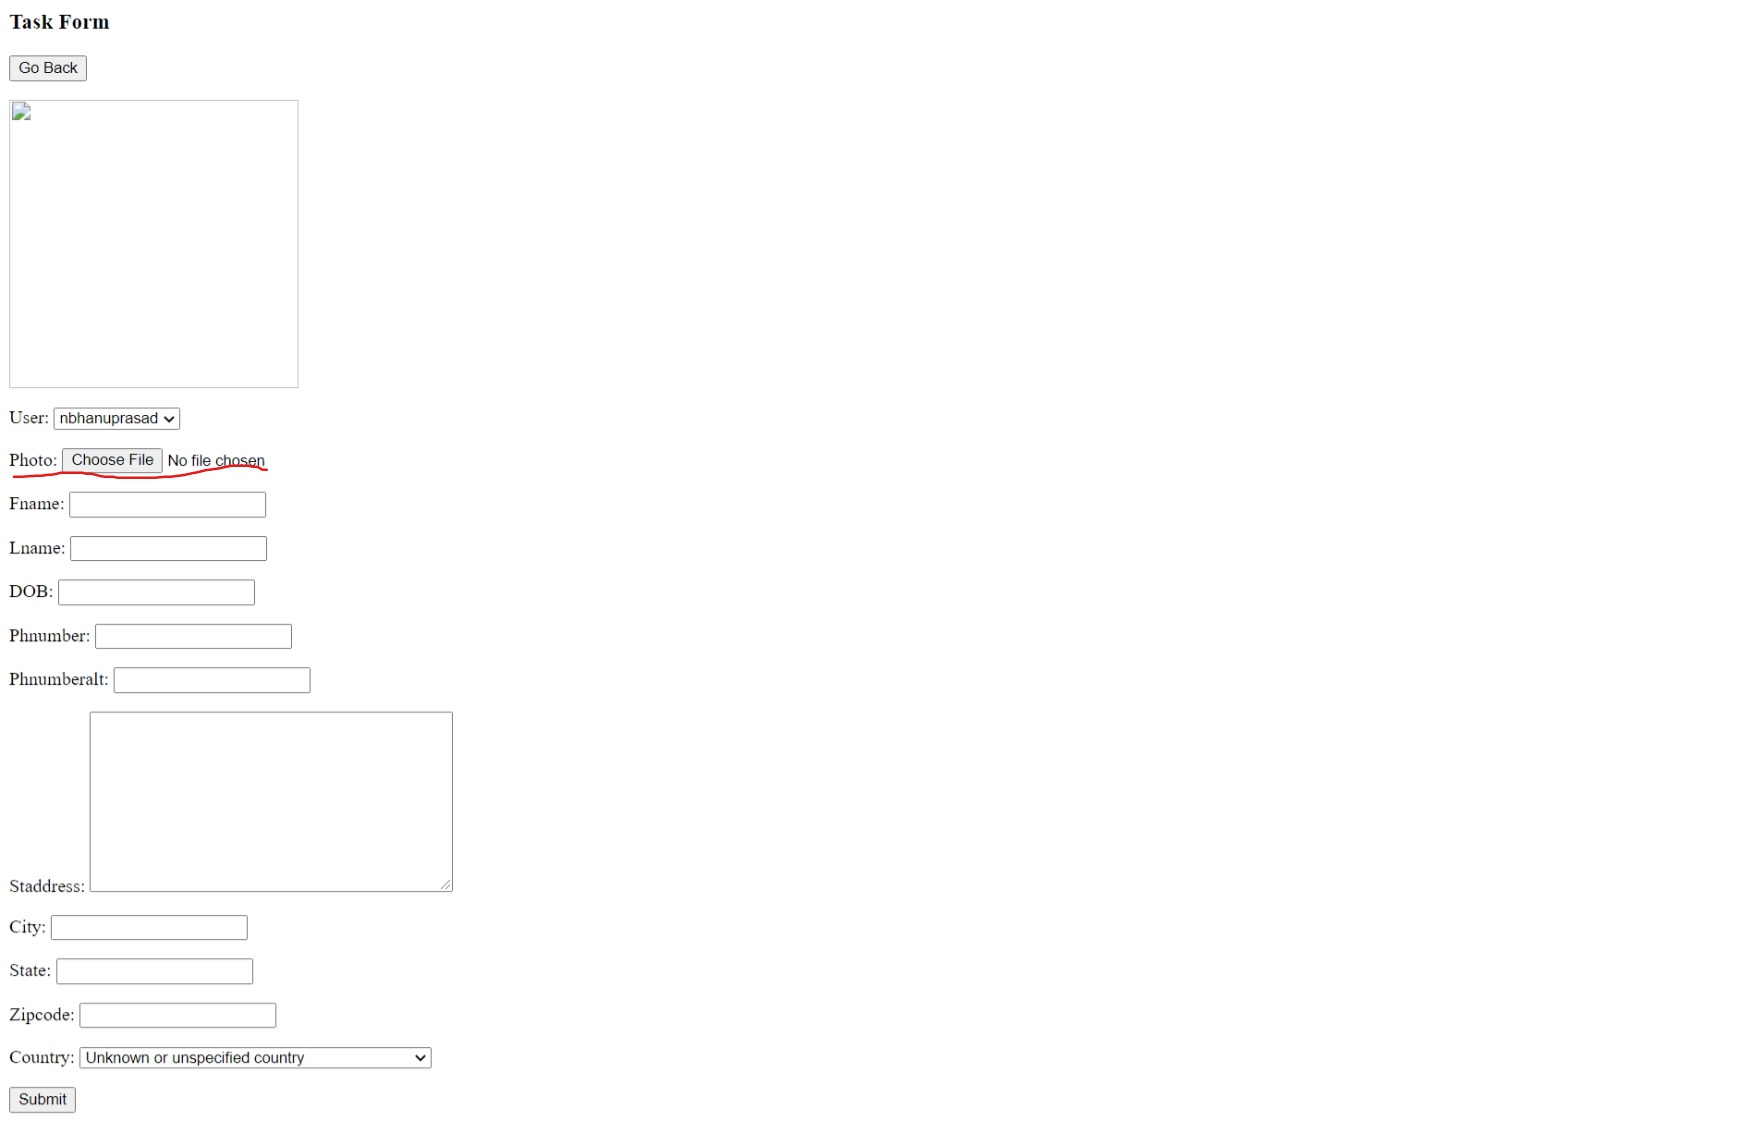 Task Form
Go Back
User: nbhanuprasad
Photo: Choose File No file chosen
Fname:
Lname:
DOB:
Phnumber:
Phnumberalt:
Staddress:
City:
State:
Zipcode:
Country: Unknown or unspecified country
Submit